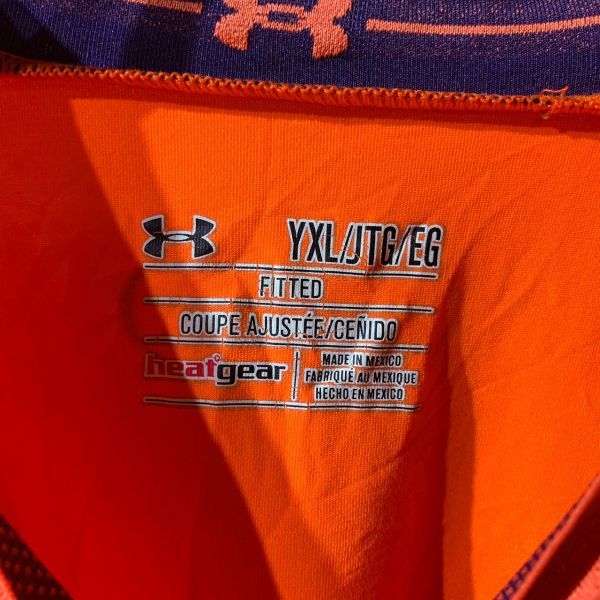 YXL/JTG/EG
FITTED
COUPE AJUSTÉE/CEÑIDO
heatgear
MADE IN MEXICO
FABRIQUÉ AU MEXIQUE
HECHO EN MEXICO